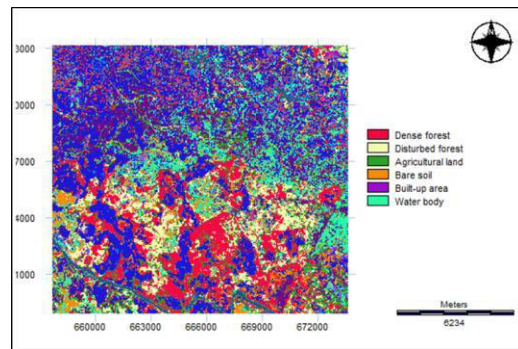 3000
0000
7000
4000
1000
660000 663000 666000 669000 672000
Dense forest
Disturbed forest
Agricultural land
Bare soil
Built-up area
Water body
Meters
6234